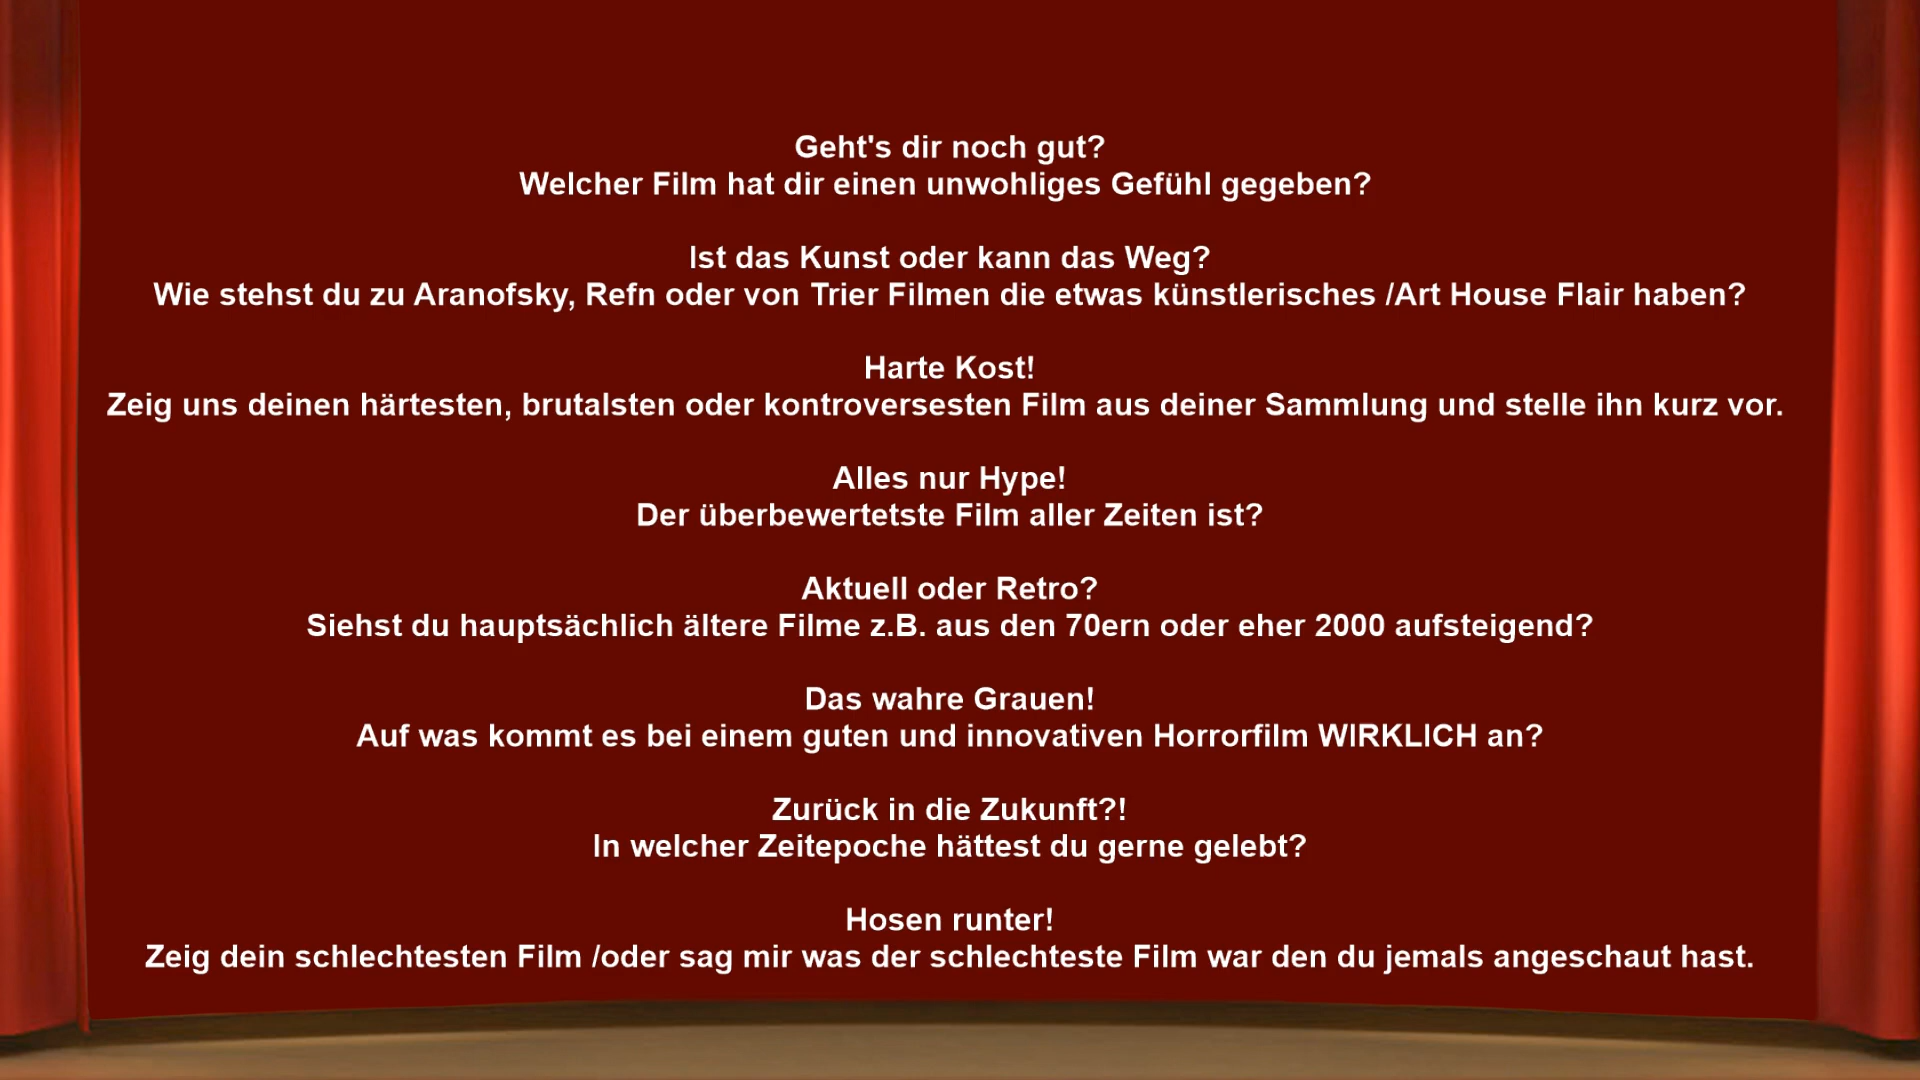 Geht's dir noch gut?
Welcher Film hat dir einen unwohliges Gefühl gegeben?
Ist das Kunst oder kann das Weg?
Wie stehst du zu Aranofsky, Refn oder von Trier Filmen die etwas künstlerisches /Art House Flair haben?
Harte Kost!
Zeig uns deinen härtesten, brutalsten oder kontroversesten Film aus deiner Sammlung und stelle ihn kurz vor.
Alles nur Hype!
Der überbewertetste Film aller Zeiten ist?
Aktuell oder Retro?
Siehst du hauptsächlich ältere Filme z.B. aus den 70ern oder eher 2000 aufsteigend?
Das wahre Grauen!
Auf was kommt es bei einem guten und innovativen Horrorfilm WIRKLICH an?
Zurück in die Zukunft?!
In welcher Zeitepoche hättest du gerne gelebt?
Hosen runter!
Zeig dein schlechtesten Film /oder sag mir was der schlechteste Film war den du jemals angeschaut hast.